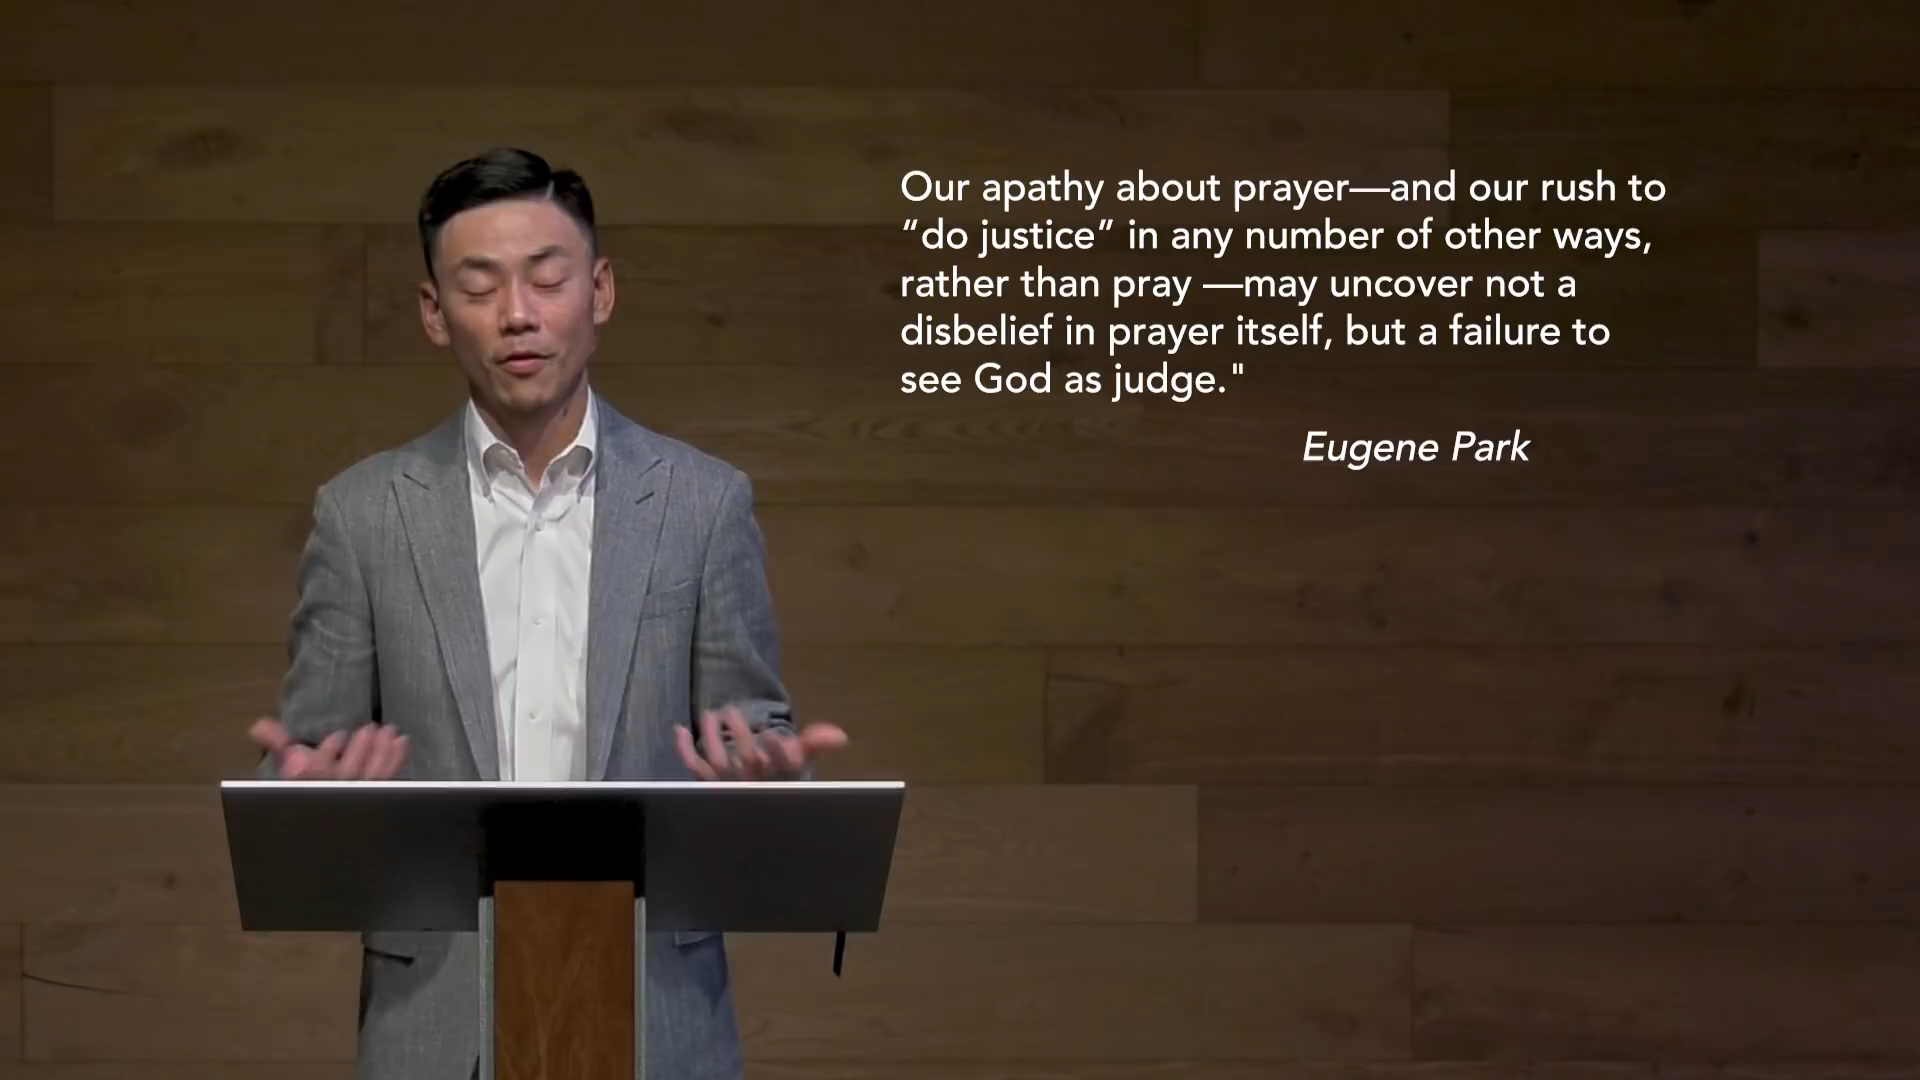 Our apathy about prayer—and our rush to
“do justice” in any number of other ways,
rather than pray —may uncover not a
disbelief in prayer itself, but a failure to
see God as judge."
Eugene Park